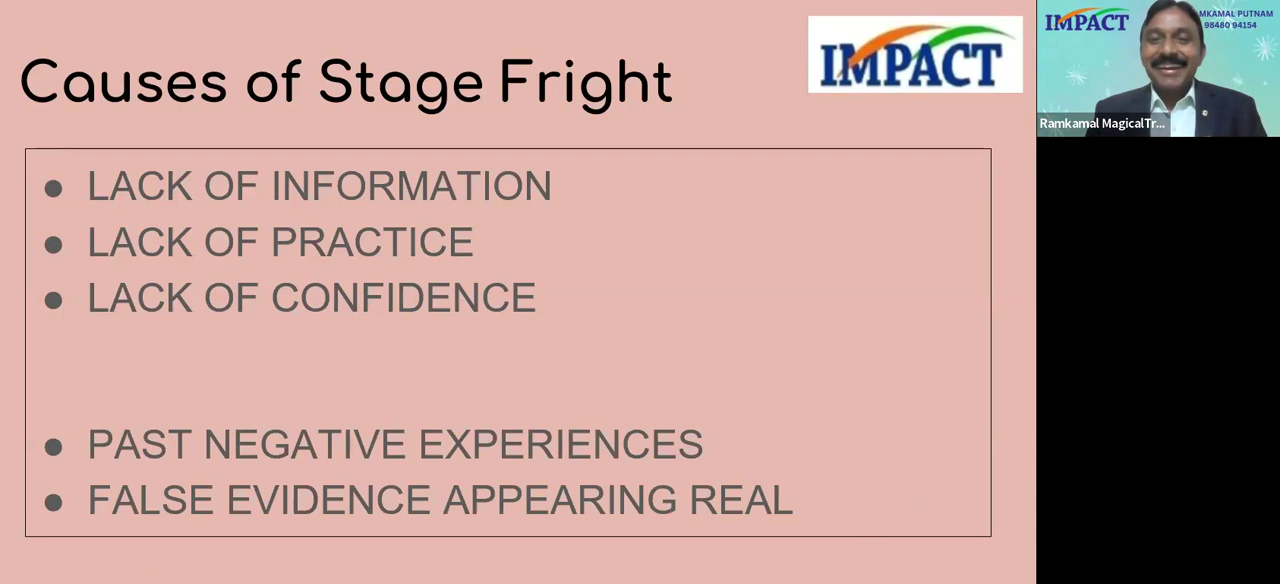 Causes of Stage Fright
IMPACT
● LACK OF INFORMATION
● LACK OF PRACTICE
● LACK OF CONFIDENCE
● PAST NEGATIVE EXPERIENCES
● FALSE EVIDENCE APPEARING REAL
IMPACT
MKAMAL PUTNAM
98480 94154
Ramkamal MagicalTr...